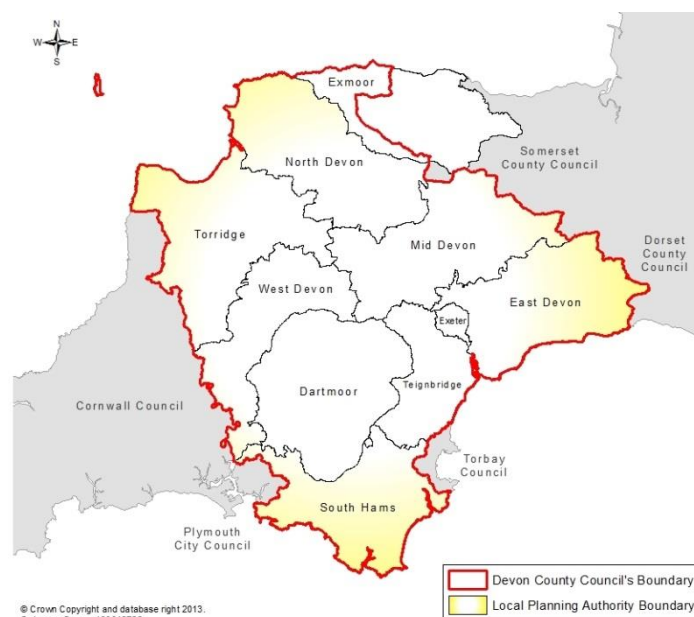 N
W E
S
Exmoor
Somerset
County Council
North Devon
Torridge
Mid Devon
Dorset
County
Council
West Devon
East Devon
Exeter
Dartmoor
Teignbridge
Cornwall Council
Torbay
Council
South Hams
Plymouth
City Council
Devon County Council's Boundary
Local Planning Authority Boundary
© Crown Copyright and database right 2013.